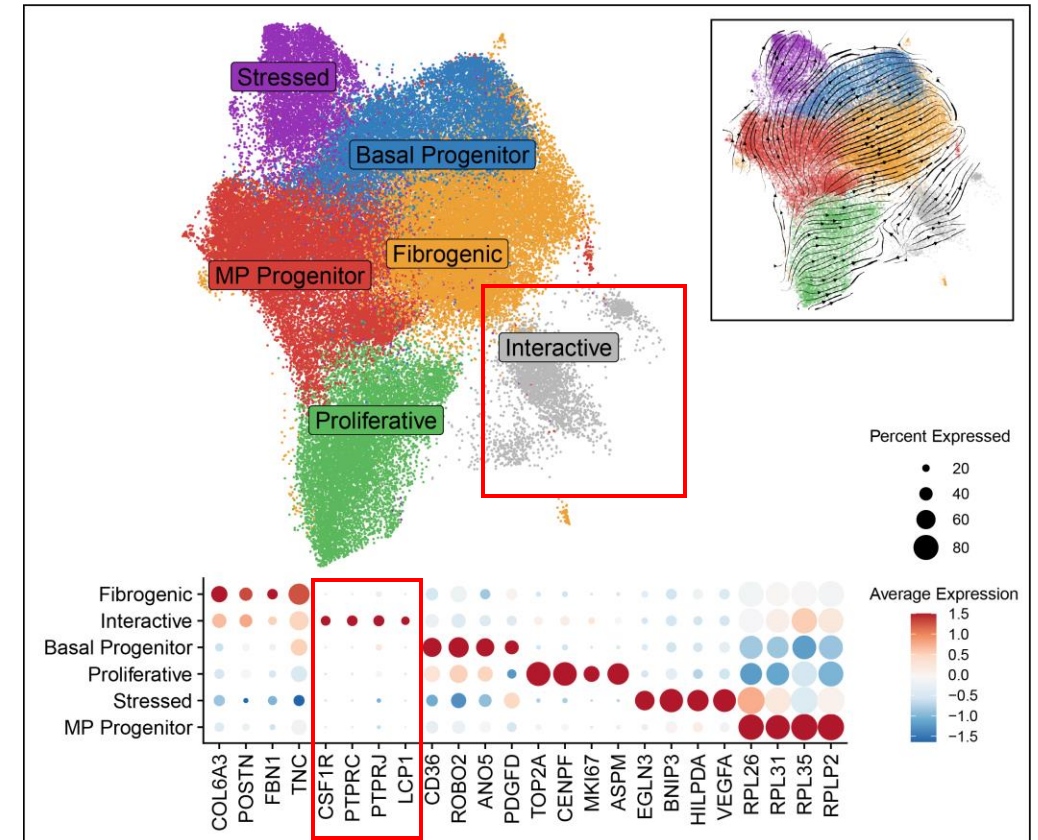 Stressed
Basal Progenitor
Fibrogenic
MP Progenitor
Interactive
Proliferative
Percent Expressed
20
40
60
80
Average Expression
1.5
1.0
0.5
0.0
−0.5
−1.0
−1.5
Fibrogenic
Interactive
Basal Progenitor
Proliferative
Stressed
MP Progenitor
COL6A3
POSTN
FBN1
TNC
CSF1R
PTPRC
PTPRJ
LCP1
CD36
ROBO2
ANO5
PDGFD
TOP2A
CENPF
MKI67
ASPM
EGLN3
BNIP3
HILPDA
VEGFA
RPL26
RPL31
RPL35
RPLP2